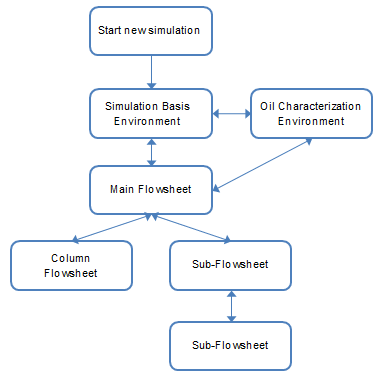 Start new simulation
Simulation Basis
Environment
Oil Characterization
Environment
Main Flowsheet
Column
Flowsheet
Sub-Flowsheet
Sub-Flowsheet